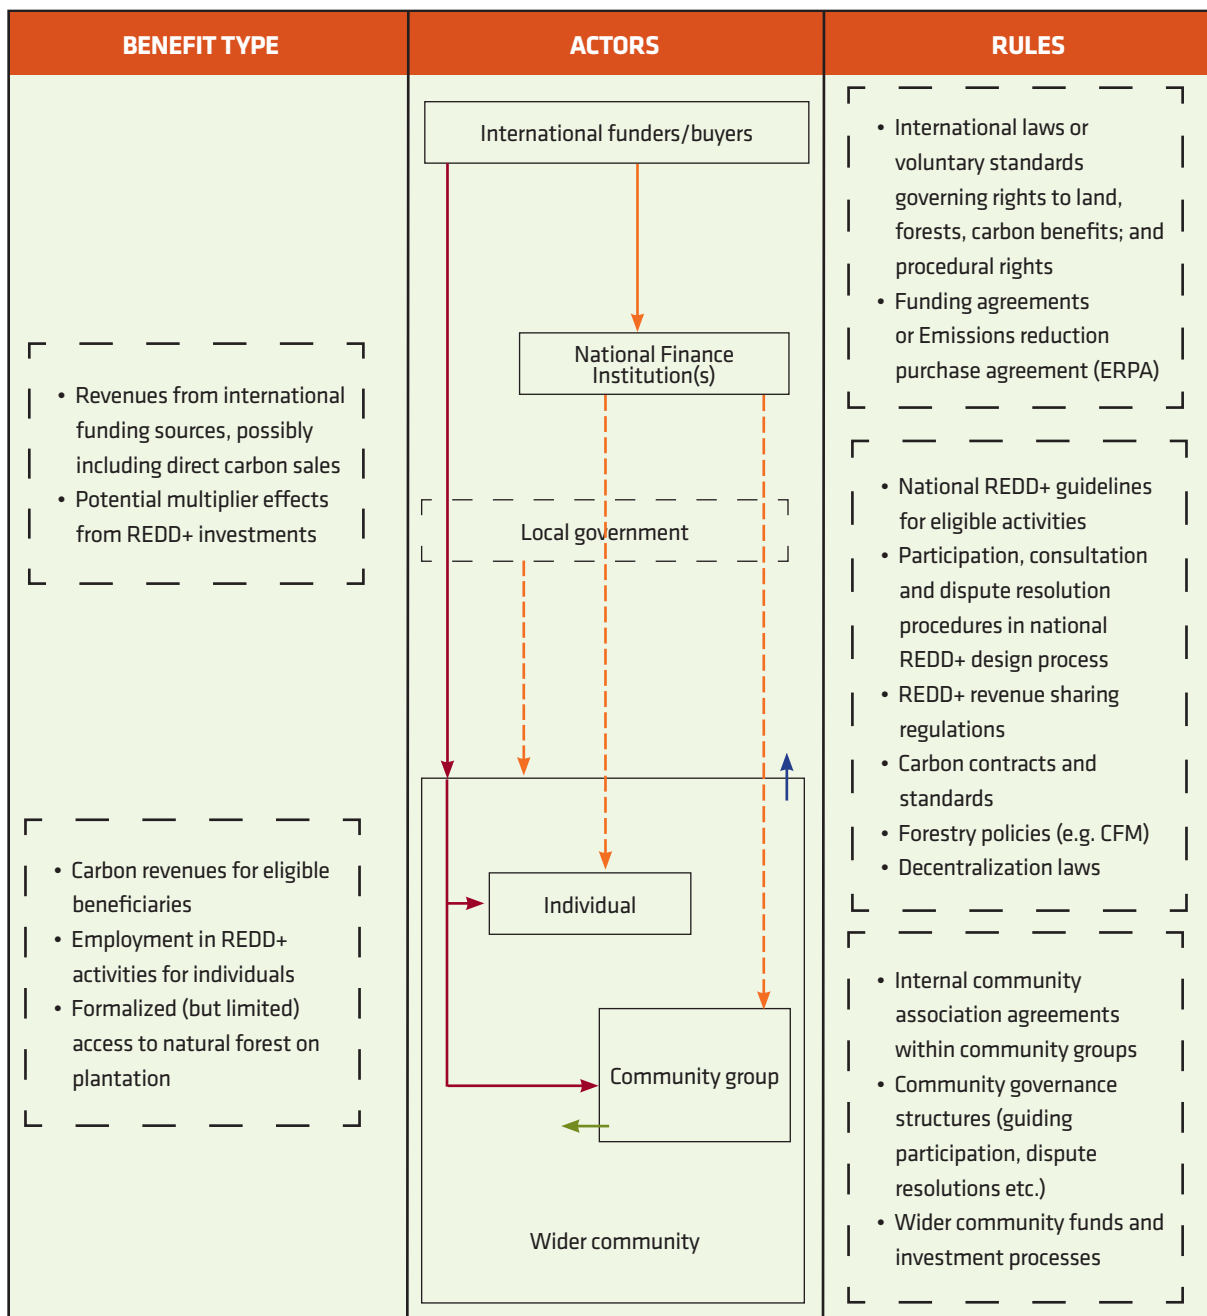 BENEFIT TYPE
ACTORS
RULES
• Revenues from international
funding sources, possibly
including direct carbon sales
• Potential multiplier effects
from REDD+ investments
• Carbon revenues for eligible
beneficiaries
• Employment in REDD+
activities for individuals
• Formalized (but limited)
access to natural forest on
plantation
International funders/buyers
National Finance
Institution(s)
Local government
Individual
Community group
Wider community
• International laws or
voluntary standards
governing rights to land,
forests, carbon benefits; and
procedural rights
• Funding agreements
or Emissions reduction
purchase agreement (ERPA)
• National REDD+ guidelines
for eligible activities
• Participation, consultation
and dispute resolution
procedures in national
REDD+ design process
• REDD+ revenue sharing
regulations
• Carbon contracts and
standards
• Forestry policies (e.g. CFM)
• Decentralization laws
• Internal community
association agreements
within community groups
• Community governance
structures (guiding
participation, dispute
resolutions etc.)
• Wider community funds and
investment processes